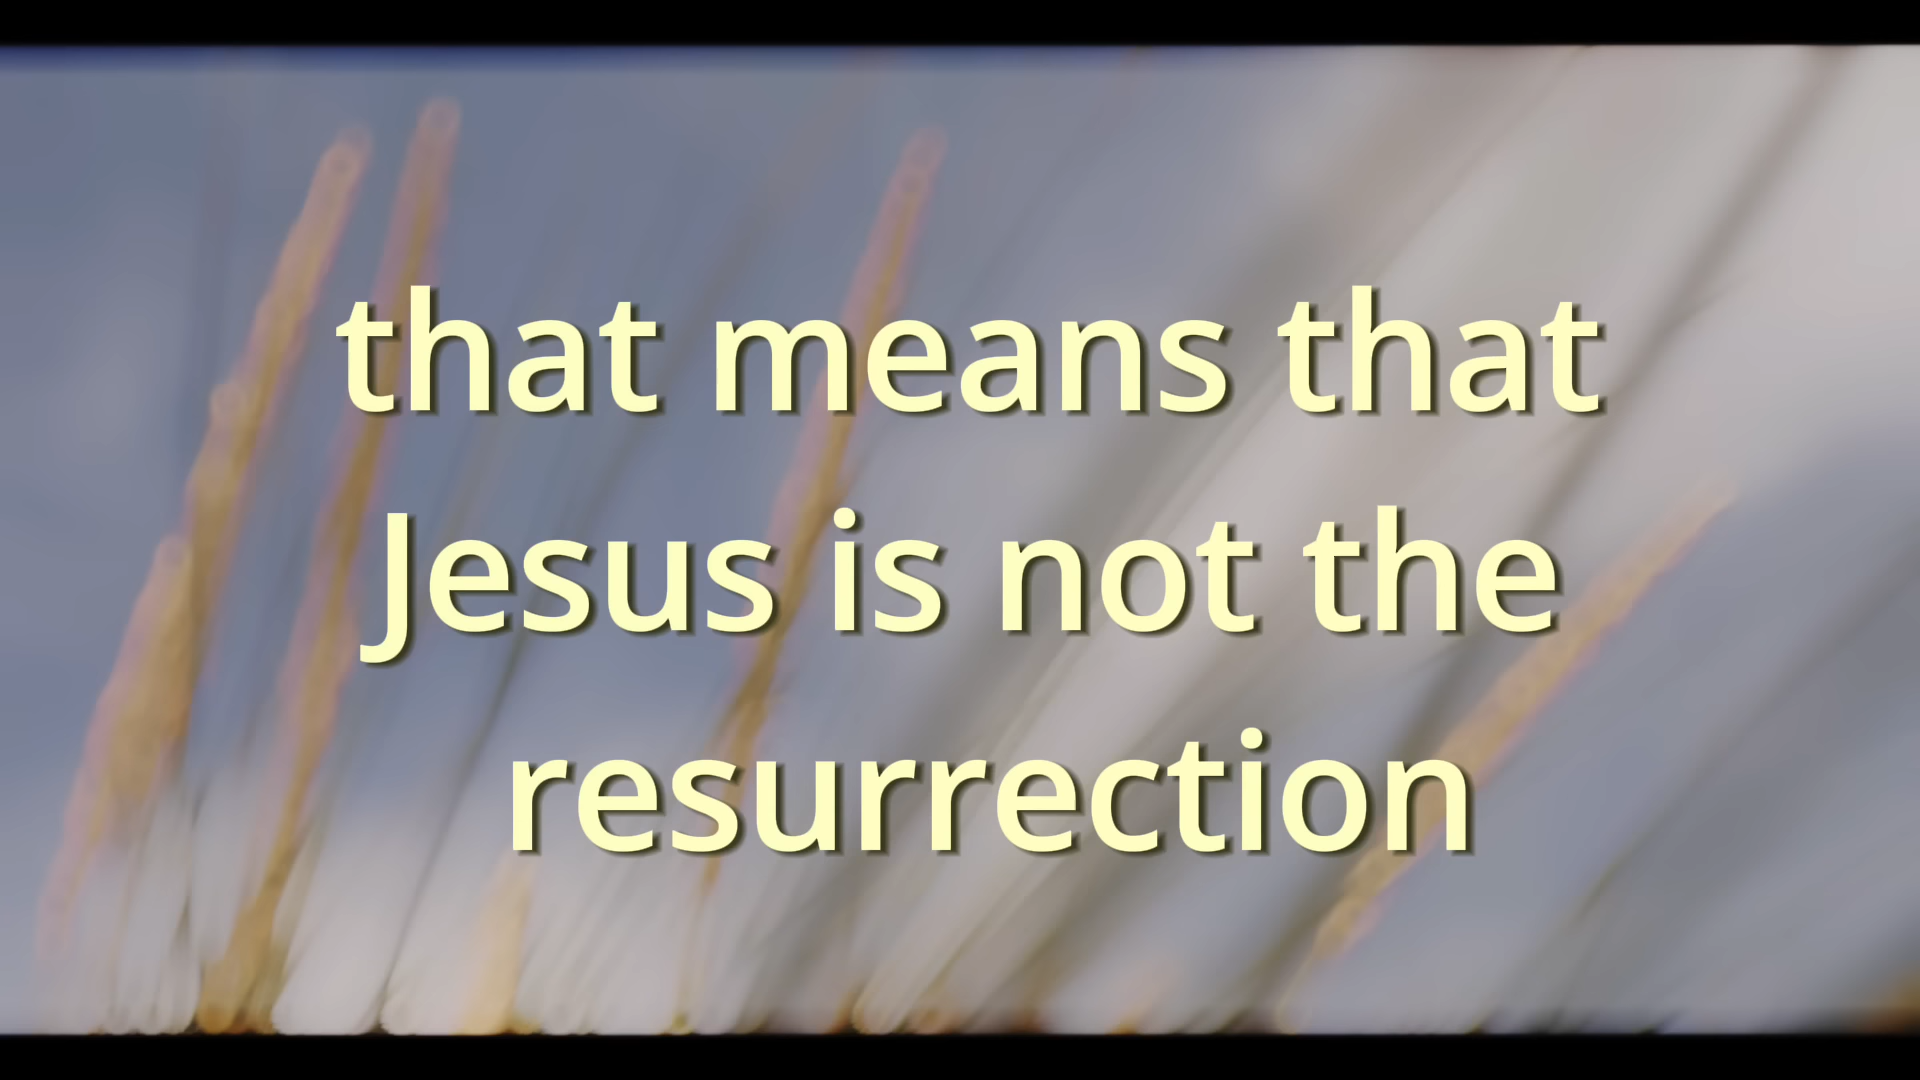 that means that
Jesus is not the
resurrection